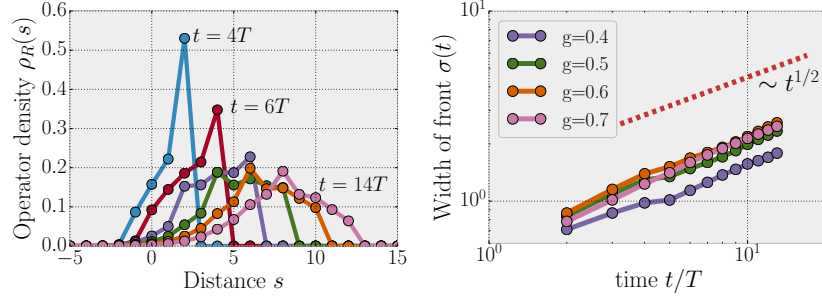 Operator density ρ_R(s)
0.6
0.5
0.4
0.3
0.2
0.1
0.0
t = 4T
t = 6T
t = 14T
−5 0 5 10 15
Distance s
Width of front σ(t)
10^1
10^0
g=0.4
g=0.5
g=0.6
g=0.7
∼ t^{1/2}
10^0 10^1
time t/T